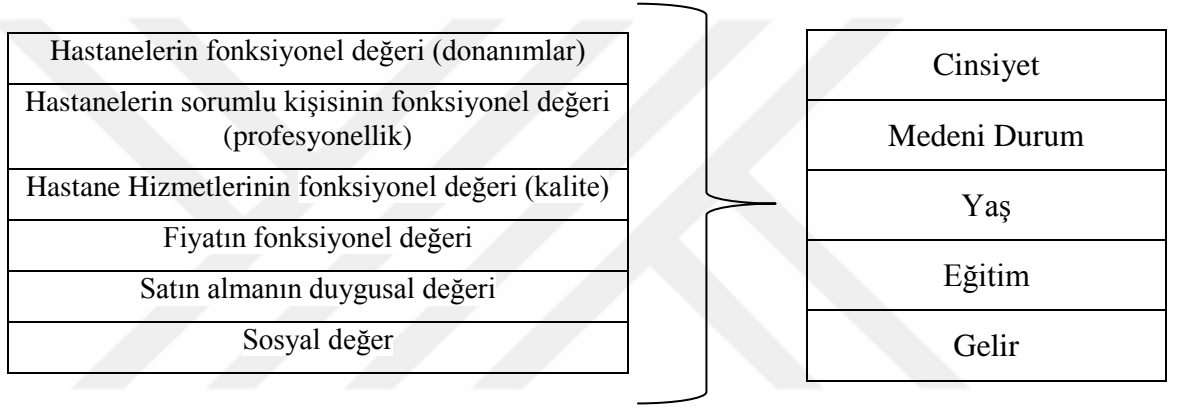 Hastanelerin fonksiyonel değeri (donanımlar)
Hastanelerin sorumlu kişisinin fonksiyonel değeri
(profesyonellik)
Hastane Hizmetlerinin fonksiyonel değeri (kalite)
Fiyatın fonksiyonel değeri
Satın almanın duygusal değeri
Sosyal değer
Cinsiyet
Medeni Durum
Yaş
Eğitim
Gelir